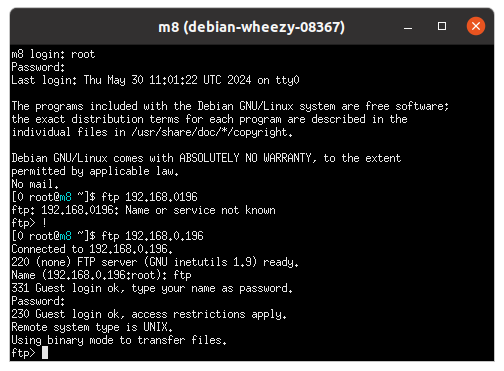 m8 (debian-wheezy-08367)
m8 login: root
Password:
Last login: Thu May 30 11:01:22 UTC 2024 on tty0
The programs included with the Debian GNU/Linux system are free software;
the exact distribution terms for each program are described in the
individual files in /usr/share/doc/*/copyright.
Debian GNU/Linux comes with ABSOLUTELY NO WARRANTY, to the extent
permitted by applicable law.
No mail.
[0 root@m8 ~]$ ftp 192.168.0196
ftp: 192.168.0196: Name or service not known
ftp> !
[0 root@m8 ~]$ ftp 192.168.0.196
Connected to 192.168.0.196.
220 (none) FTP server (GNU inetutils 1.9) ready.
Name (192.168.0.196:root): ftp
331 Guest login ok, type your name as password.
Password:
230 Guest login ok, access restrictions apply.
Remote system type is UNIX.
Using binary mode to transfer files.
ftp>